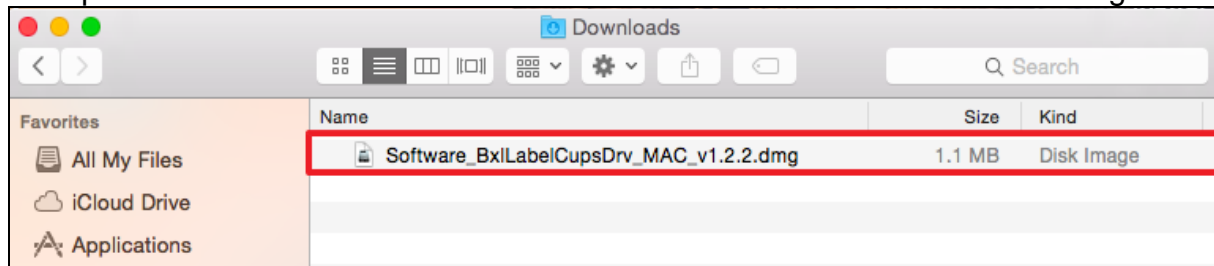 Downloads
Search
Favorites
Name Size Kind
Software_BxlLabelCupsDrv_MAC_v1.2.2.dmg 1.1 MB Disk Image
All My Files
iCloud Drive
Applications